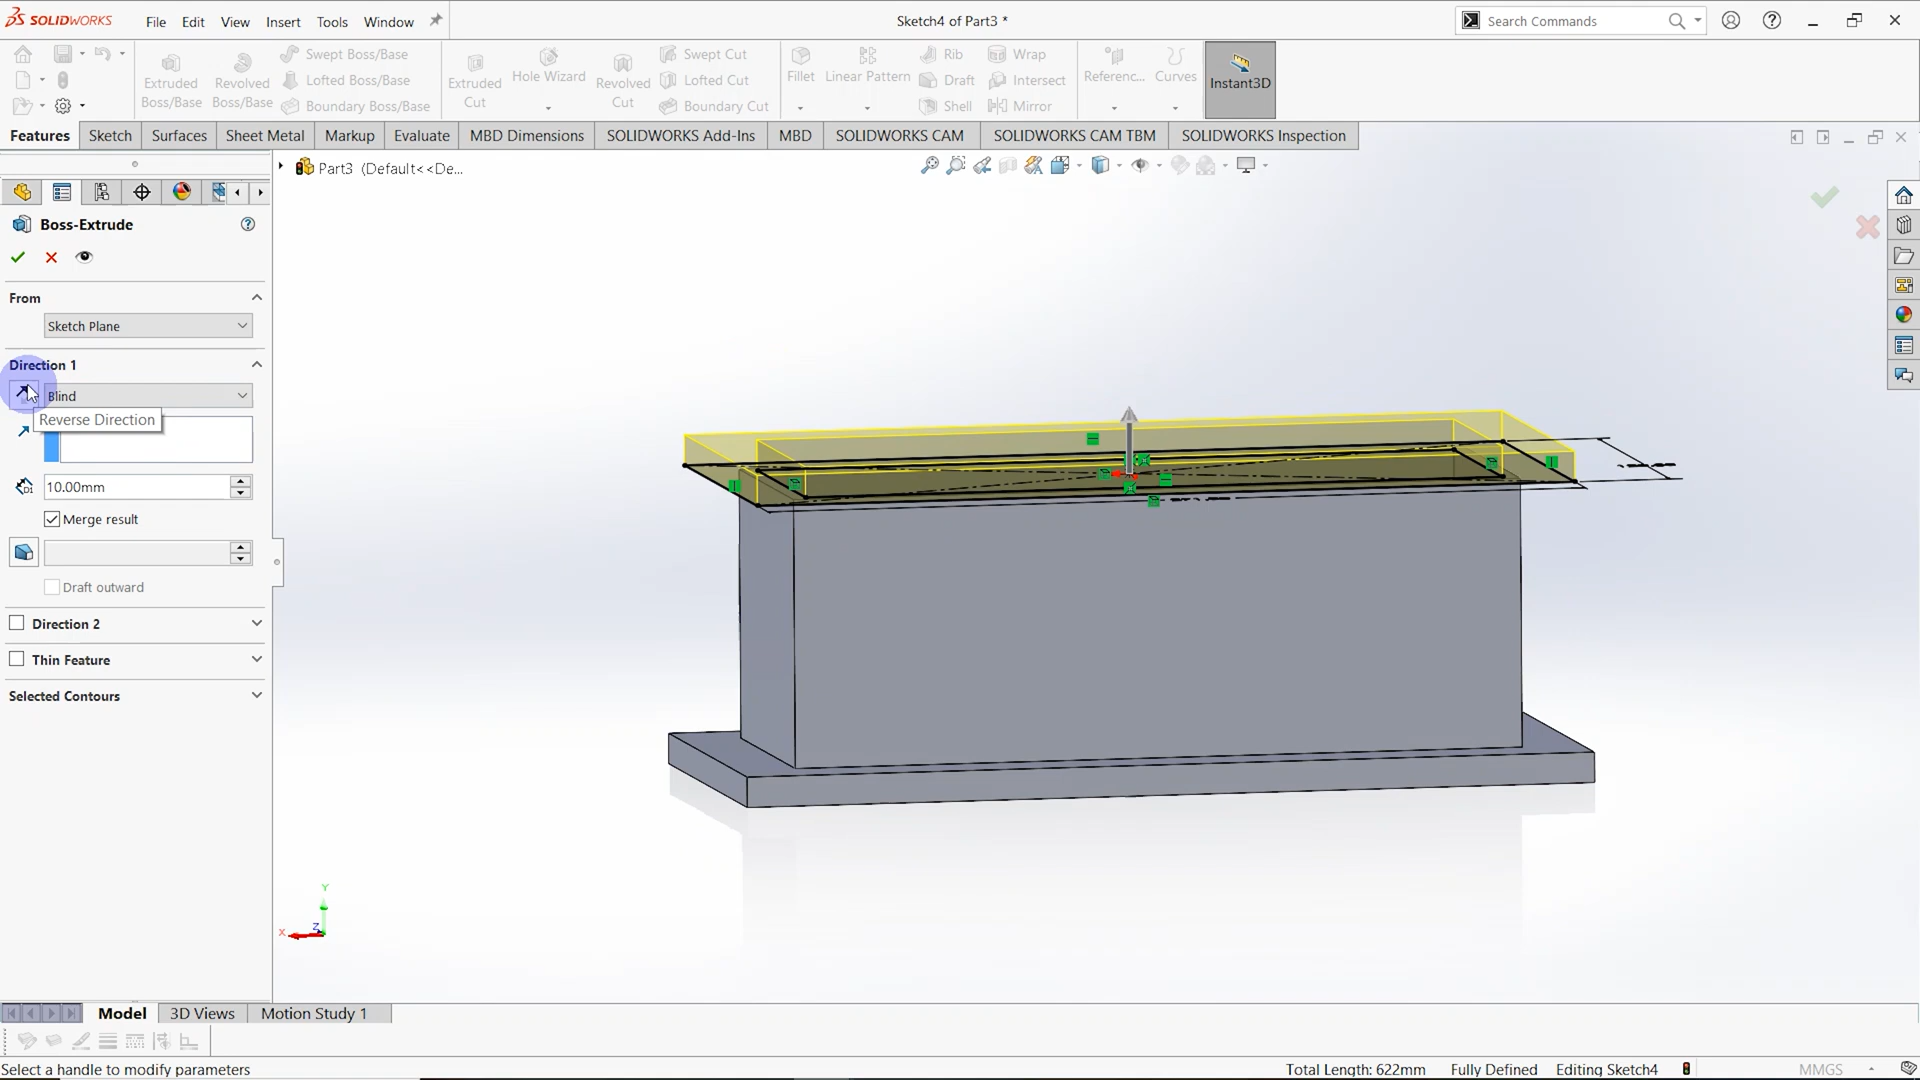 SOLIDWORKS File Edit View Insert Tools Window Sketch4 of Part3 * Search Commands
Extruded Boss/Base
Revolved Boss/Base
Swept Boss/Base
Lofted Boss/Base
Boundary Boss/Base
Extruded Cut
Hole Wizard
Revolved Cut
Swept Cut
Lofted Cut
Boundary Cut
Fillet
Linear Pattern
Rib
Draft
Shell
Wrap
Intersect
Mirror
Referenc...
Curves
Instant3D
Features Sketch Surfaces Sheet Metal Markup Evaluate MBD Dimensions SOLIDWORKS Add-Ins MBD SOLIDWORKS CAM SOLIDWORKS CAM TBM SOLIDWORKS Inspection
Part3 (Default<<De...
Boss-Extrude
From
Sketch Plane
Direction 1
Blind
Reverse Direction
10.00mm
Merge result
Draft outward
Direction 2
Thin Feature
Selected Contours
Y
X
Z
Model 3D Views Motion Study 1
Select a handle to modify parameters Total Length: 622mm Fully Defined Editing Sketch4 MMGS